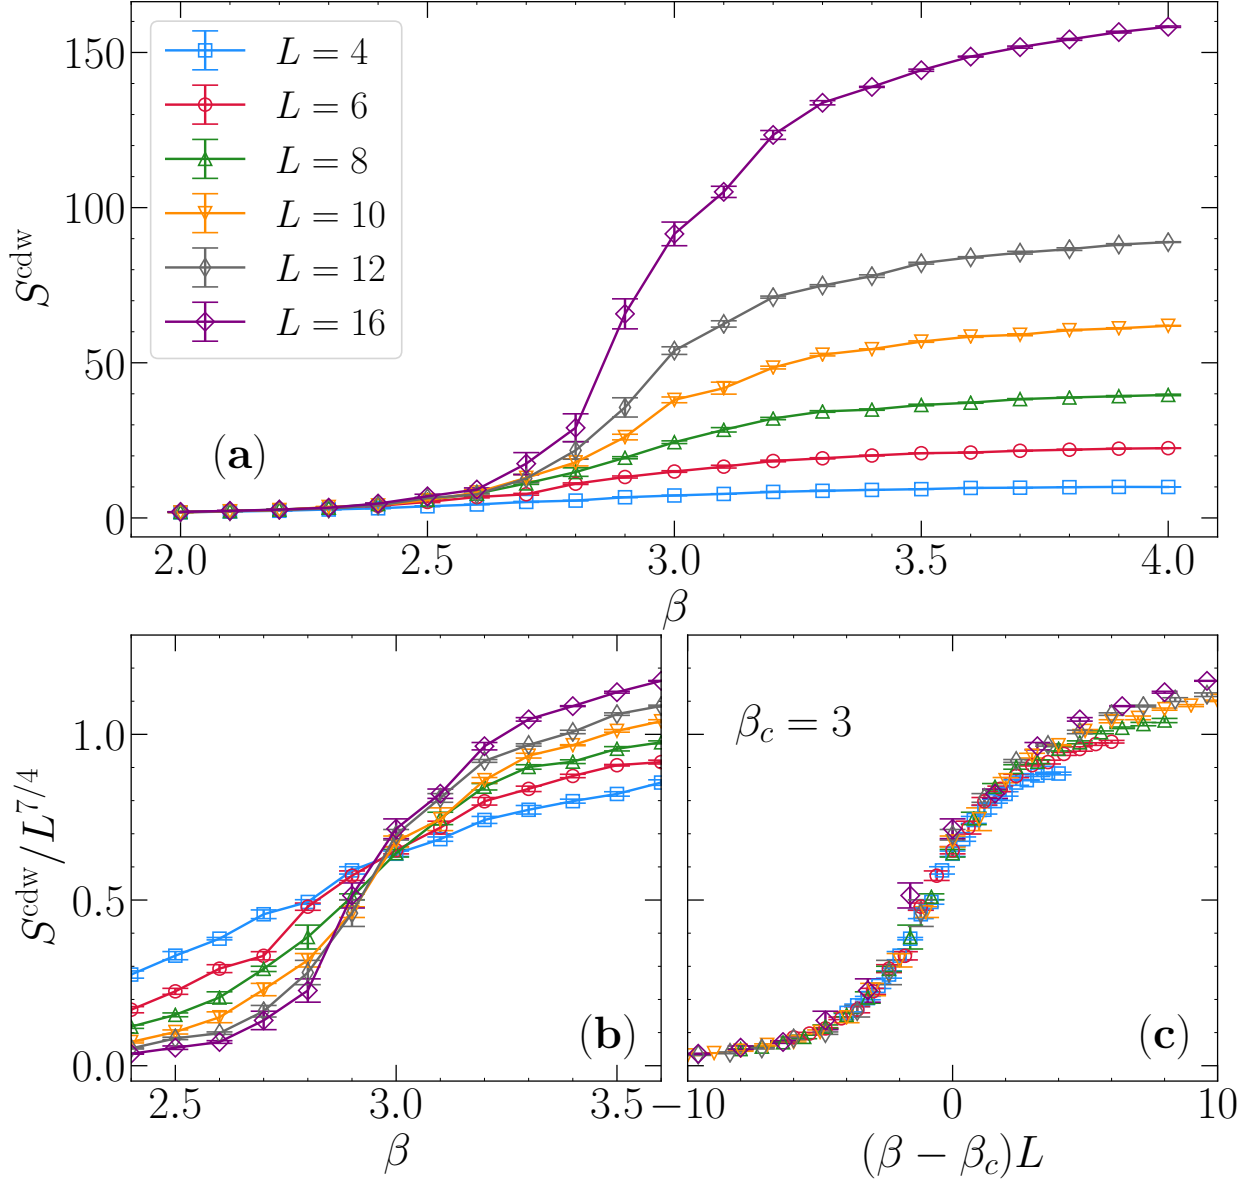 150
100
50
0
S^cdw
L = 4
L = 6
L = 8
L = 10
L = 12
L = 16
(a)
2.0 2.5 3.0 3.5 4.0
β
1.0
0.5
0.0
S^cdw / L^7/4
(b)
2.5 3.0 3.5
β
β_c = 3
(c)
−10 0 10
(β − β_c)L